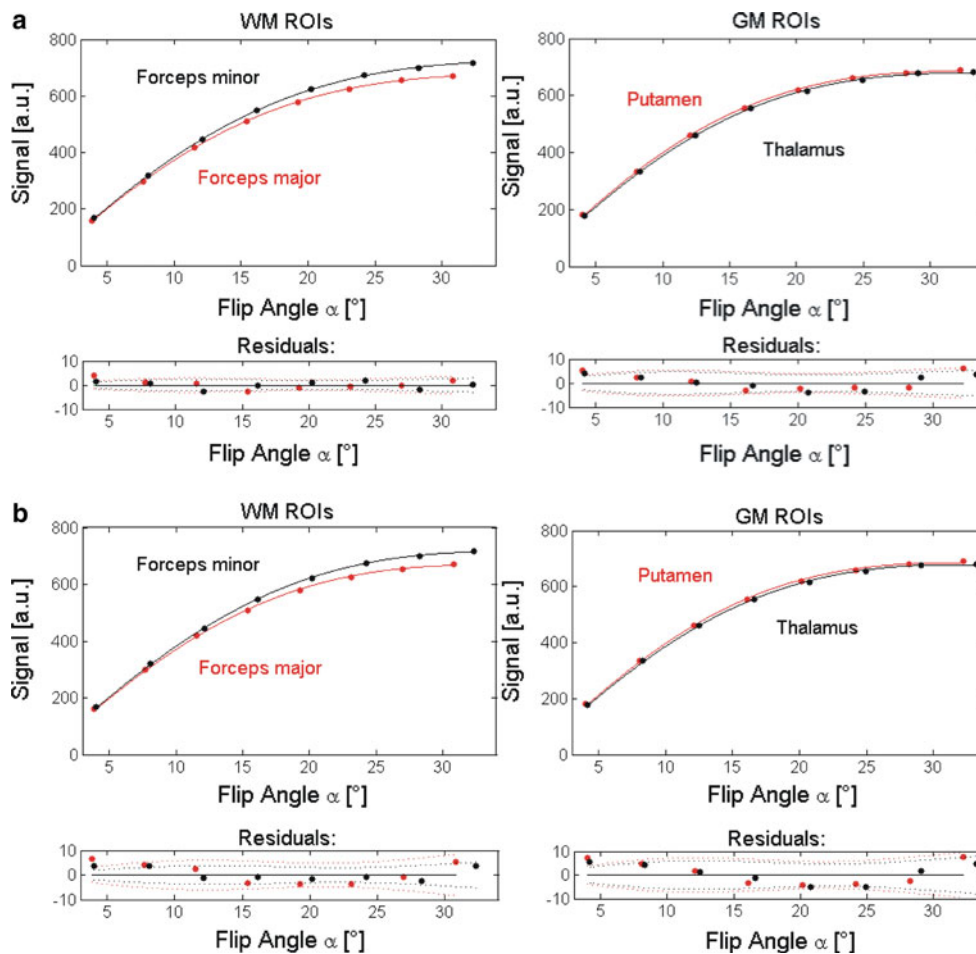 a
WM ROIs
GM ROIs
800
600
400
200
0
Signal [a.u.]
Forceps minor
Forceps major
5 10 15 20 25 30
Flip Angle α [°]
800
600
400
200
0
Signal [a.u.]
Putamen
Thalamus
5 10 15 20 25 30
Flip Angle α [°]
Residuals:
10
0
-10
5 10 15 20 25 30
Flip Angle α [°]
Residuals:
10
0
-10
5 10 15 20 25 30
Flip Angle α [°]
b
WM ROIs
GM ROIs
800
600
400
200
0
Signal [a.u.]
Forceps minor
Forceps major
5 10 15 20 25 30
Flip Angle α [°]
800
600
400
200
0
Signal [a.u.]
Putamen
Thalamus
5 10 15 20 25 30
Flip Angle α [°]
Residuals:
10
0
-10
5 10 15 20 25 30
Flip Angle α [°]
Residuals:
10
0
-10
5 10 15 20 25 30
Flip Angle α [°]